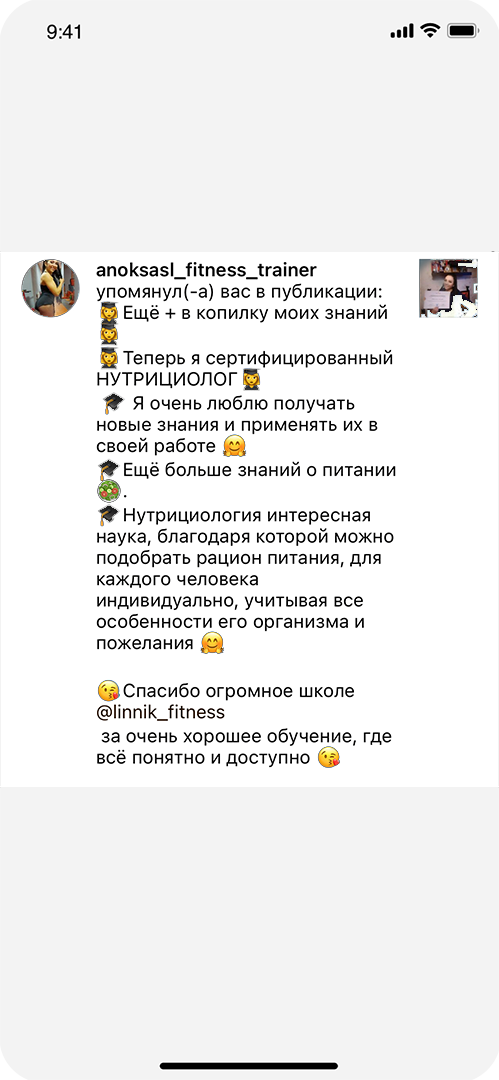 9:41
anoksasl_fitness_trainer
упомянул(-а) вас в публикации:
👩‍🎓Ещё + в копилку моих знаний
👩‍🎓
👩‍🎓Теперь я сертифицированный
НУТРИЦИОЛОГ👩‍🎓
🎓 Я очень люблю получать
новые знания и применять их в
своей работе 🤗
🎓Ещё больше знаний о питании
🥗.
🎓Нутрициология интересная
наука, благодаря которой можно
подобрать рацион питания, для
каждого человека
индивидуально, учитывая все
особенности его организма и
пожелания 🤗
😘Спасибо огромное школе
@linnik_fitness
за очень хорошее обучение, где
всё понятно и доступно 😘